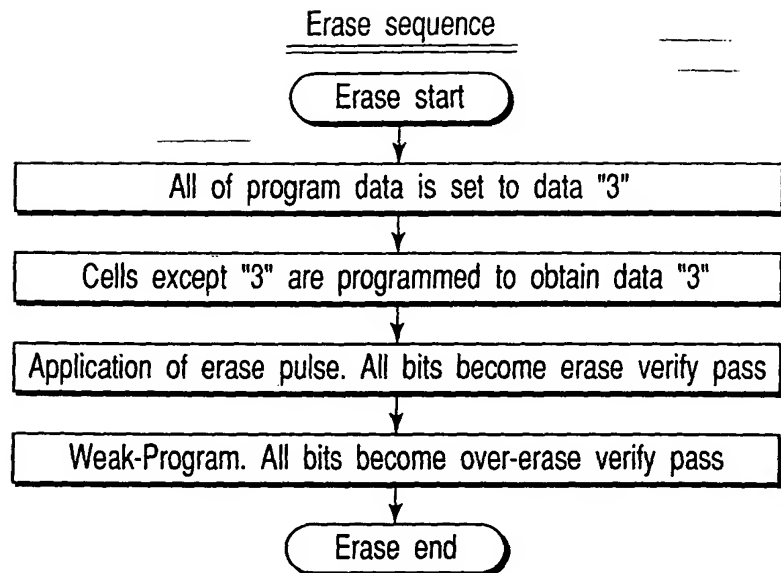 Erase sequence
Erase start
All of program data is set to data "3"
Cells except "3" are programmed to obtain data "3"
Application of erase pulse. All bits become erase verify pass
Weak-Program. All bits become over-erase verify pass
Erase end